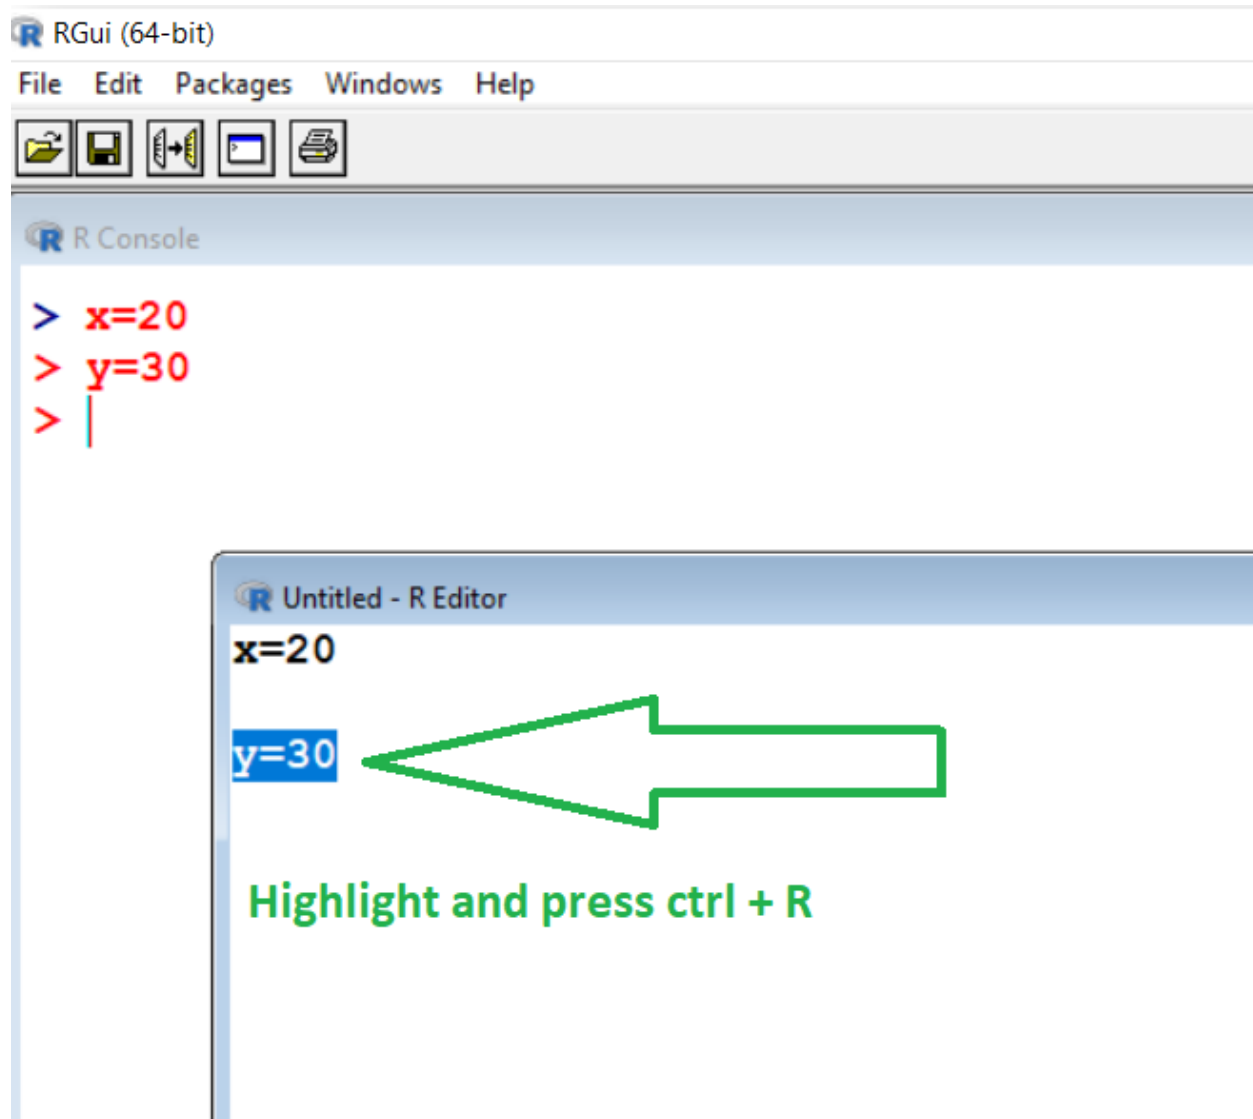 RGui (64-bit)
File Edit Packages Windows Help
R Console
> x=20
> y=30
>
Untitled - R Editor
x=20
y=30
Highlight and press ctrl + R